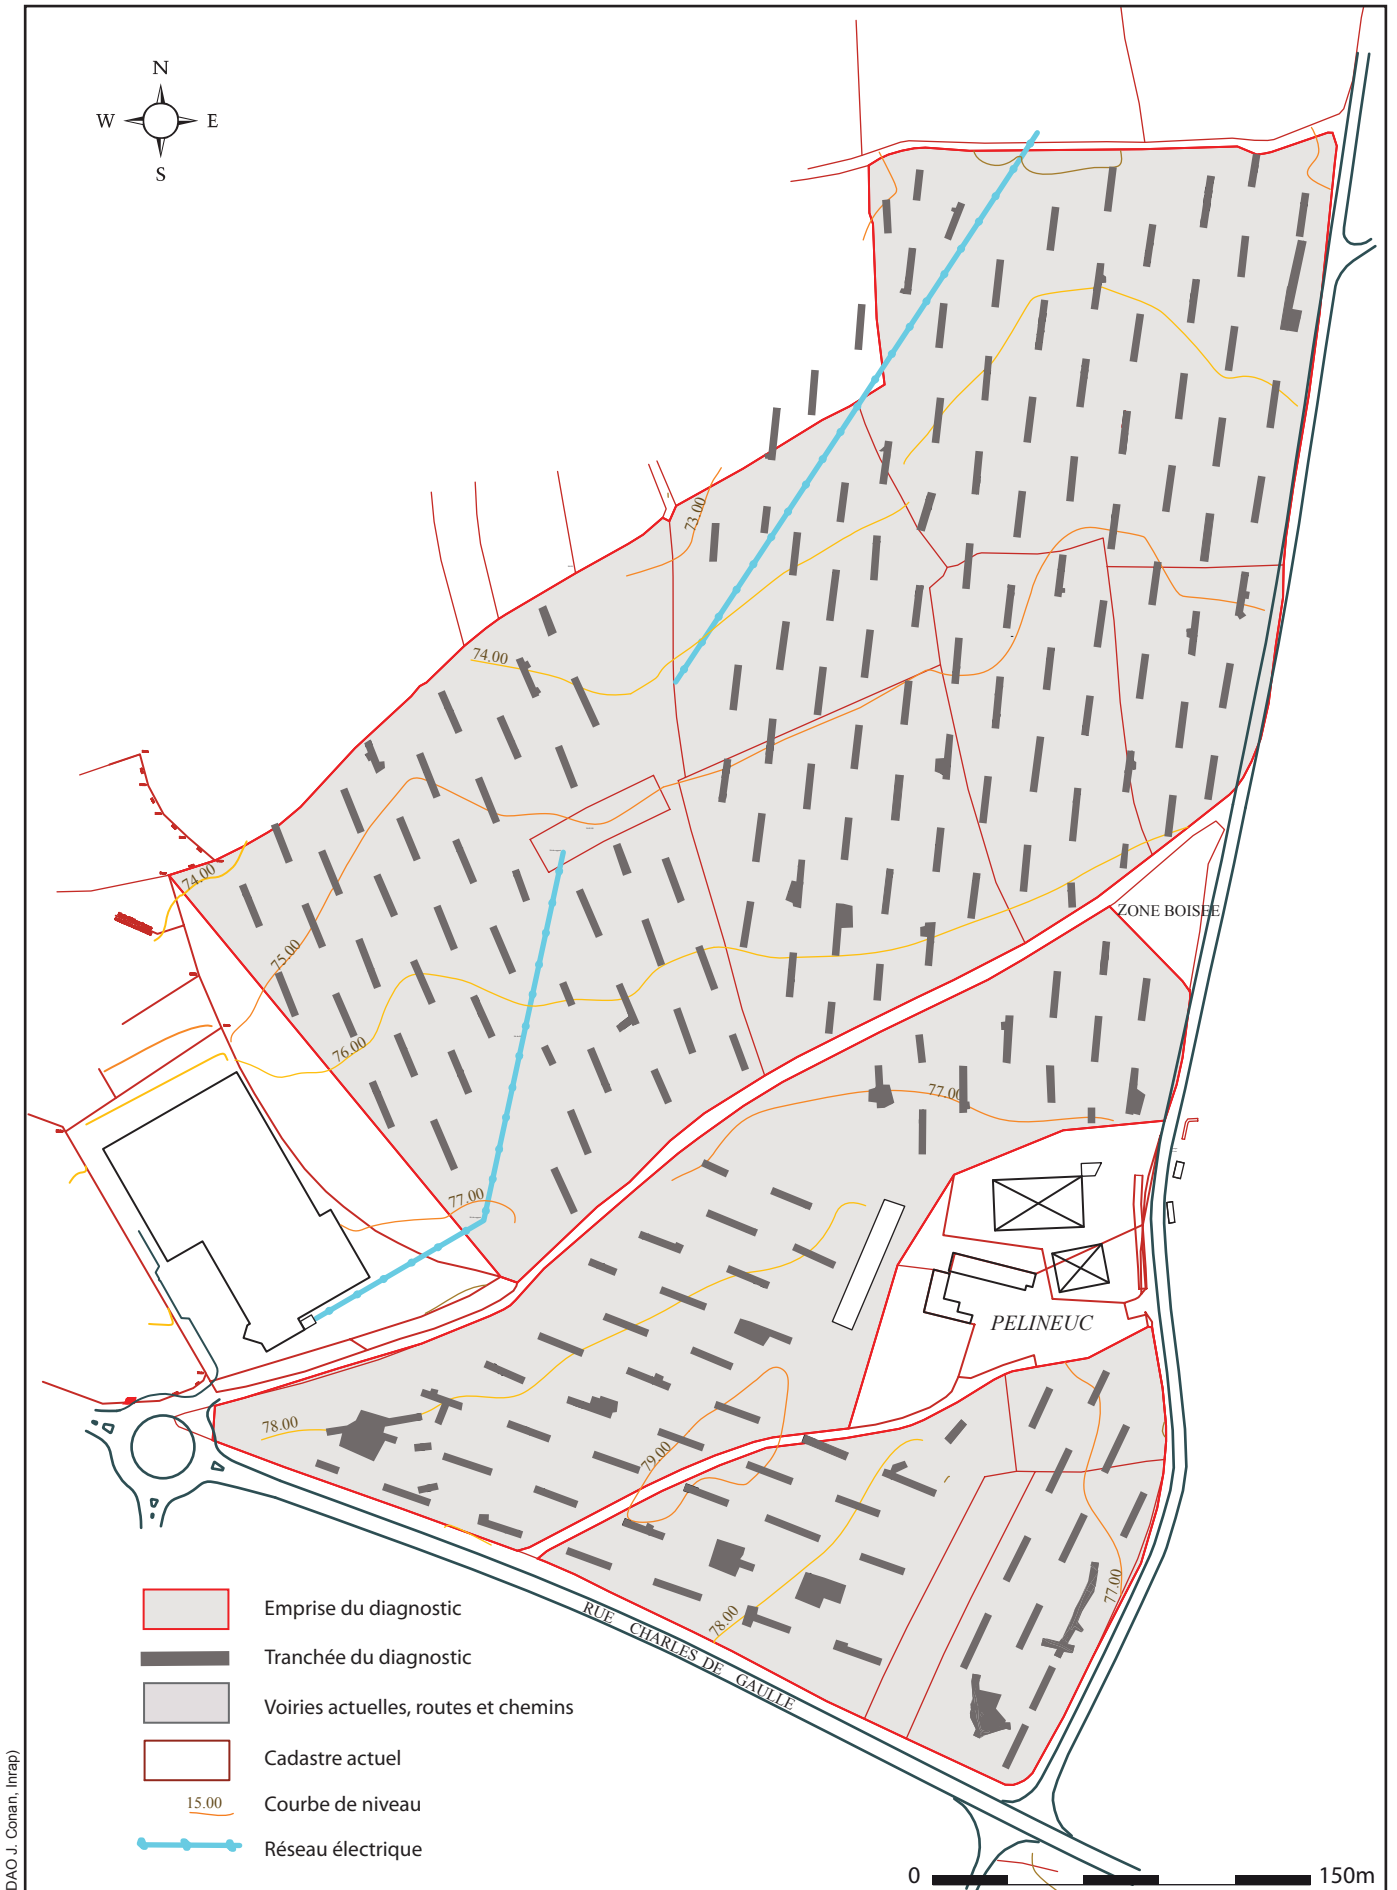 N
W
E
S
73.00
74.00
74.00
75.00
76.00
ZONE BOISEE
77.00
77.00
PELINEUC
78.00
79.00
77.00
78.00
RUE CHARLES DE GAULLE
Emprise du diagnostic
Tranchée du diagnostic
Voiries actuelles, routes et chemins
Cadastre actuel
15.00
Courbe de niveau
Réseau électrique
0
150m
DAO J. Conan, Inrap)